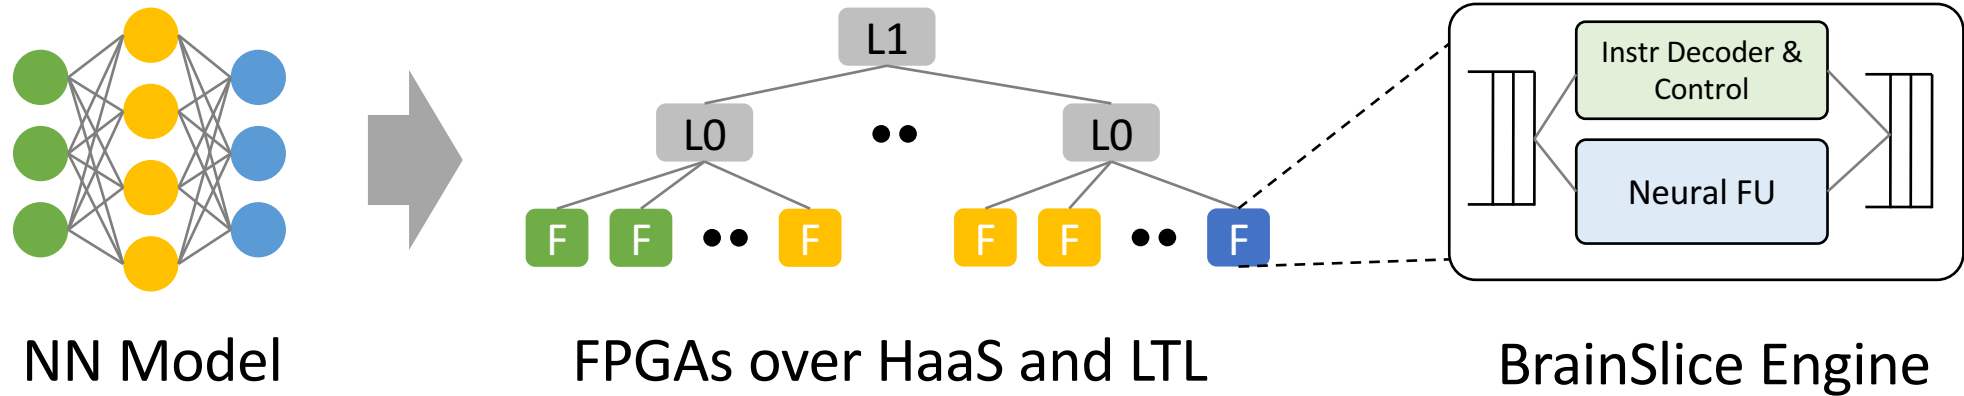 L1
L0
L0
F
F
F
F
F
F
Instr Decoder &
Control
Neural FU
NN Model
FPGAs over HaaS and LTL
BrainSlice Engine